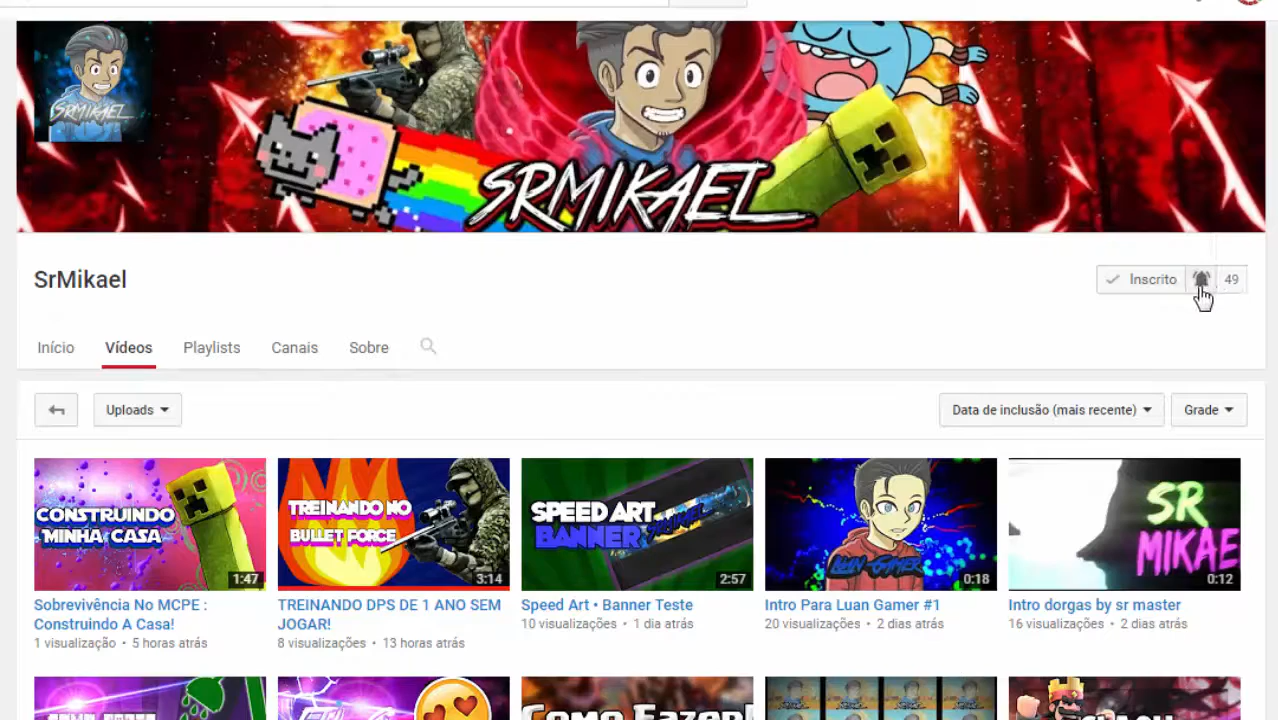 SRMIKAEL
SRMIKAEL
SrMikael
Inscrito 49
Início Vídeos Playlists Canais Sobre
Uploads Data de inclusão (mais recente) Grade
CONSTRUINDO
MINHA CASA
1:47
TREINANDO NO
BULLET FORCE
3:14
SPEED ART
BANNER
2:57
LUAN GAMER
0:18
SR
MIKAE
0:12
Sobrevivência No MCPE :
Construindo A Casa!
1 visualização • 5 horas atrás
TREINANDO DPS DE 1 ANO SEM
JOGAR!
8 visualizações • 13 horas atrás
Speed Art • Banner Teste
10 visualizações • 1 dia atrás
Intro Para Luan Gamer #1
20 visualizações • 2 dias atrás
Intro dorgas by sr master
16 visualizações • 2 dias atrás